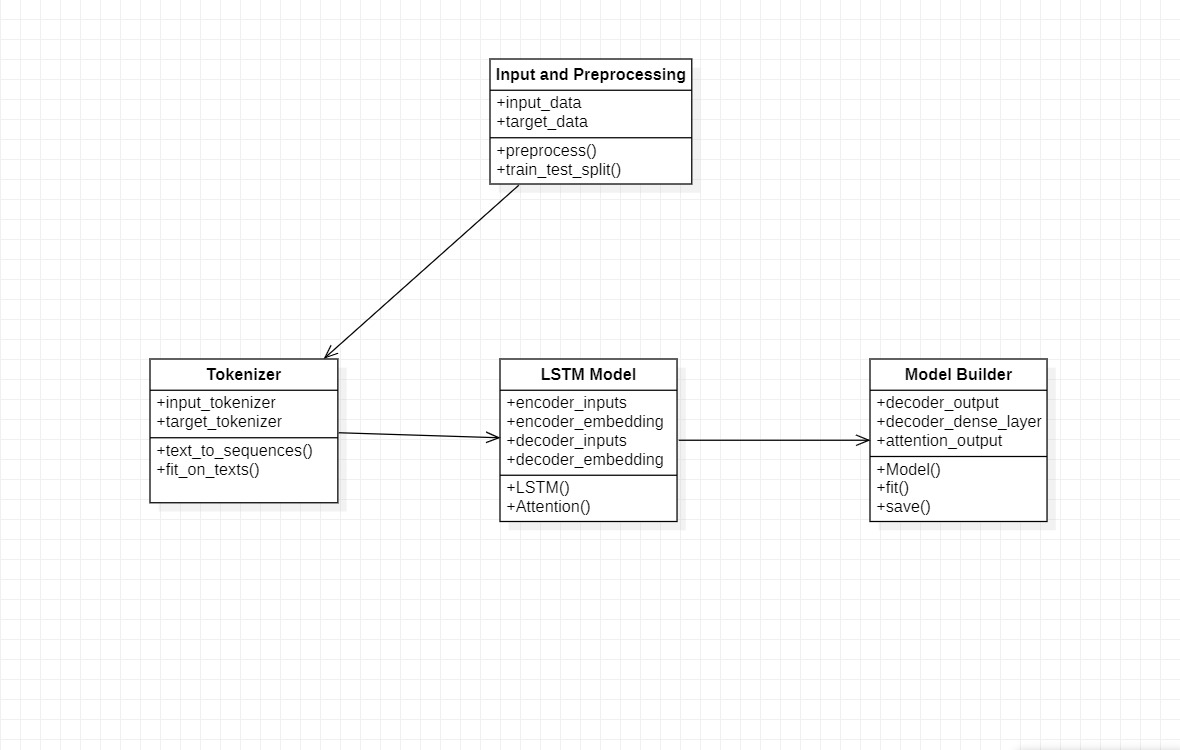 Input and Preprocessing
+input_data
+target_data
+preprocess()
+train_test_split()
Tokenizer
+input_tokenizer
+target_tokenizer
+text_to_sequences()
+fit_on_texts()
LSTM Model
+encoder_inputs
+encoder_embedding
+decoder_inputs
+decoder_embedding
+LSTM()
+Attention()
Model Builder
+decoder_output
+decoder_dense_layer
+attention_output
+Model()
+fit()
+save()